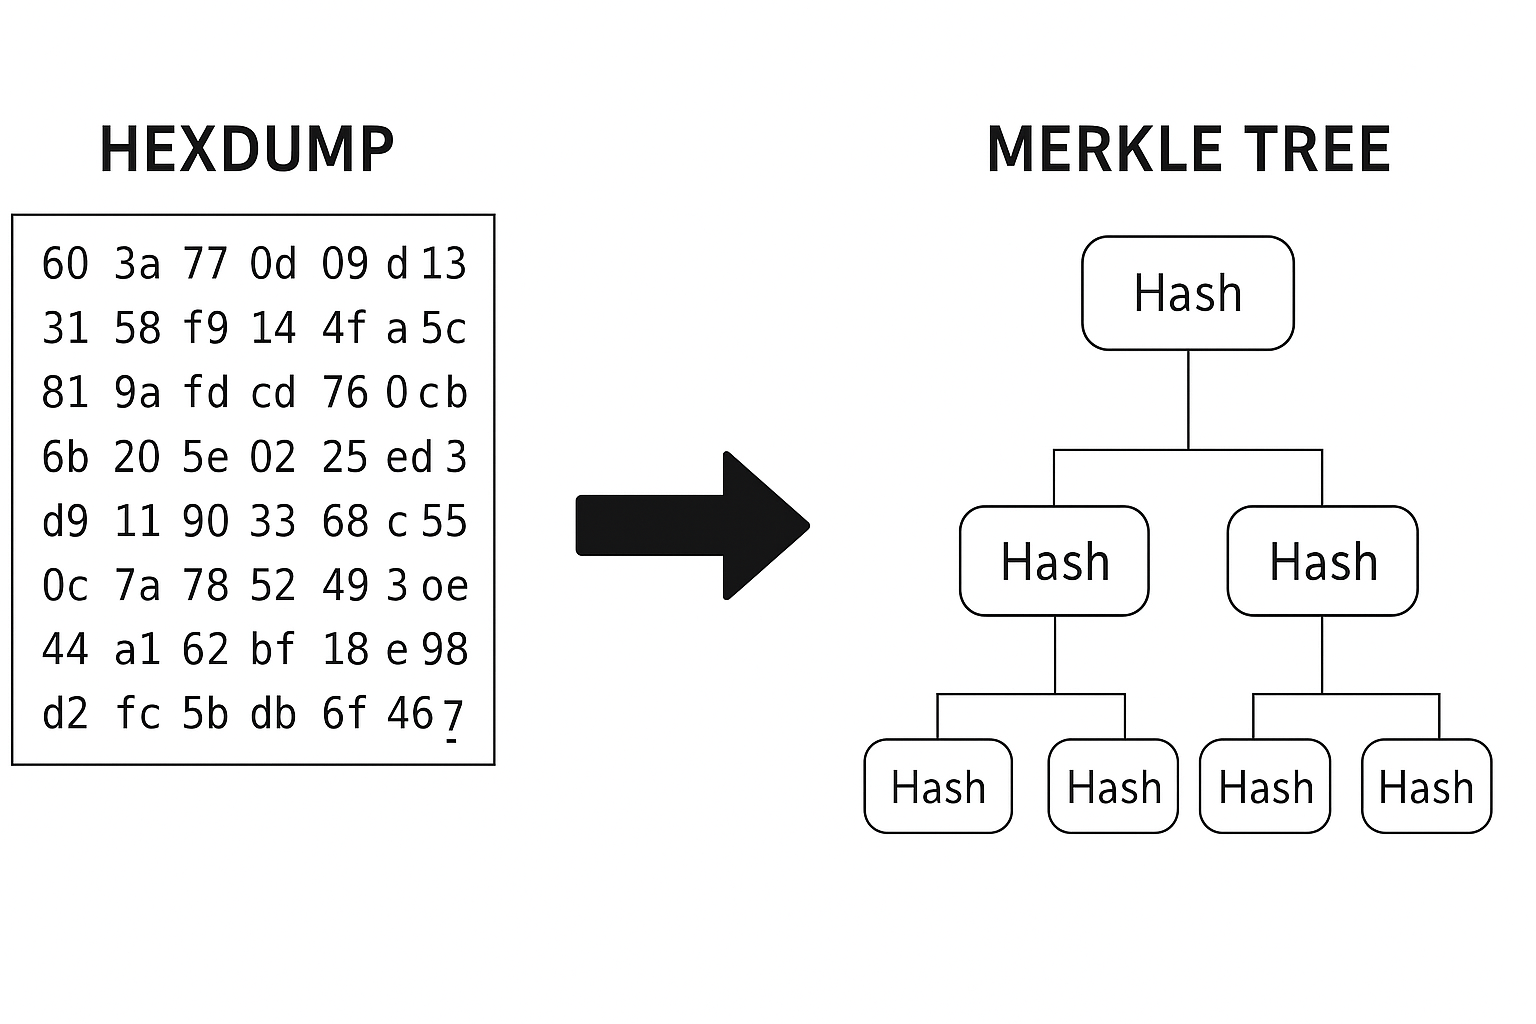 HEXDUMP
60 3a 77 0d 09 d 13
31 58 f9 14 4f a 5c
81 9a fd cd 76 0 cb
6b 20 5e 02 25 ed 3
d9 11 90 33 68 c 55
0c 7a 78 52 49 3 oe
44 a1 62 bf 18 e 98
d2 fc 5b db 6f 46 7
MERKLE TREE
Hash
Hash Hash
Hash Hash Hash Hash